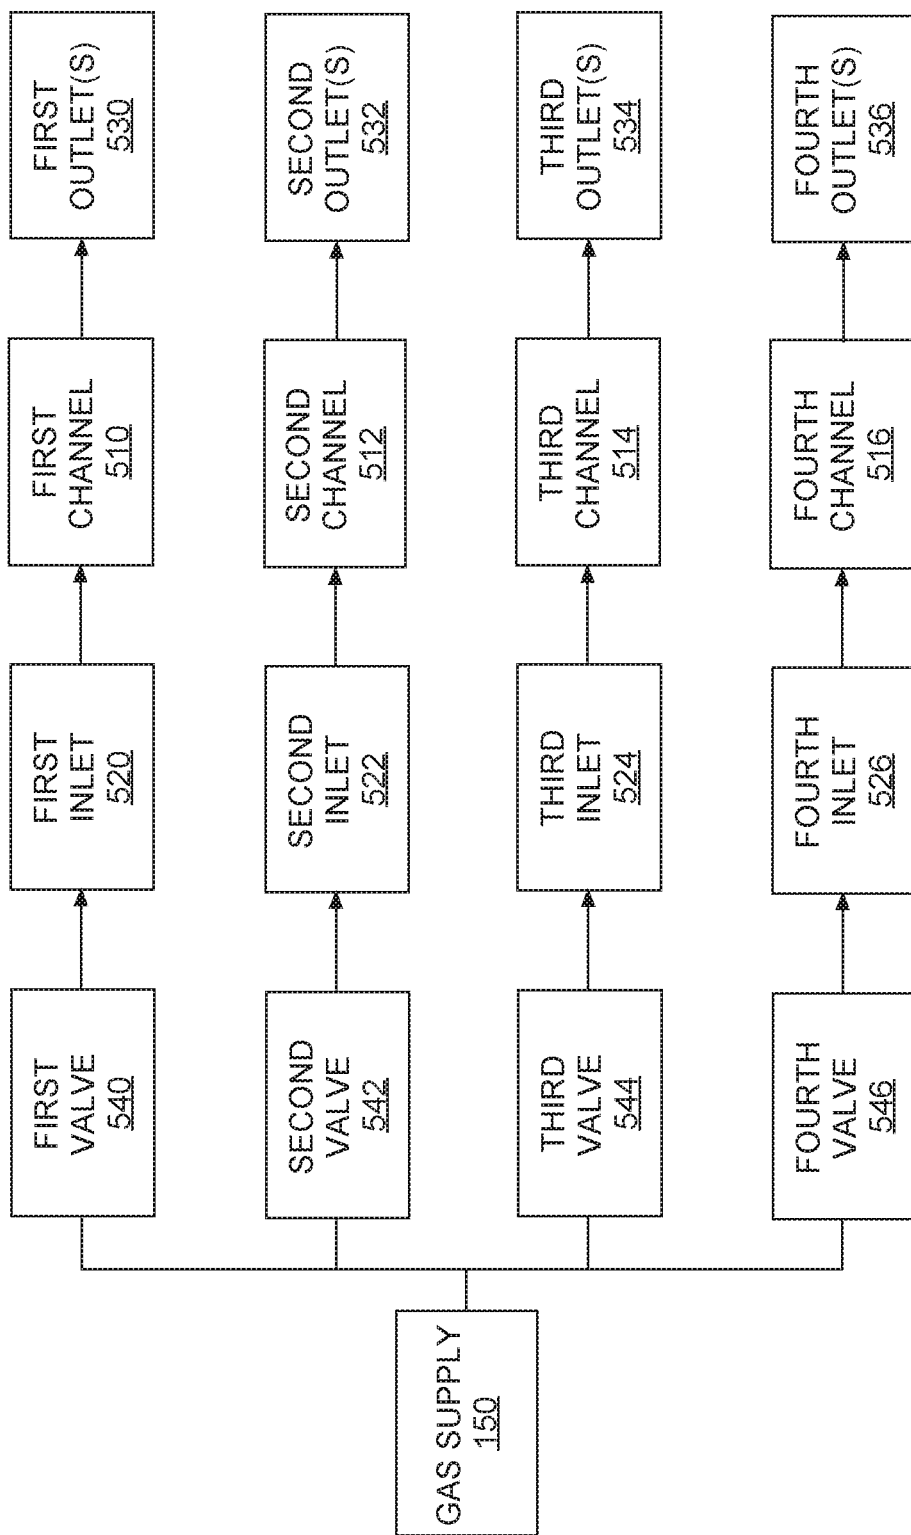 GAS SUPPLY
150
FIRST
VALVE
540
FIRST
INLET
520
FIRST
CHANNEL
510
FIRST
OUTLET(S)
530
SECOND
VALVE
542
SECOND
INLET
522
SECOND
CHANNEL
512
SECOND
OUTLET(S)
532
THIRD
VALVE
544
THIRD
INLET
524
THIRD
CHANNEL
514
THIRD
OUTLET(S)
534
FOURTH
VALVE
546
FOURTH
INLET
526
FOURTH
CHANNEL
516
FOURTH
OUTLET(S)
536